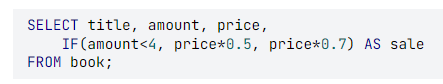 SELECT title, amount, price,
    IF(amount<4, price*0.5, price*0.7) AS sale
FROM book;